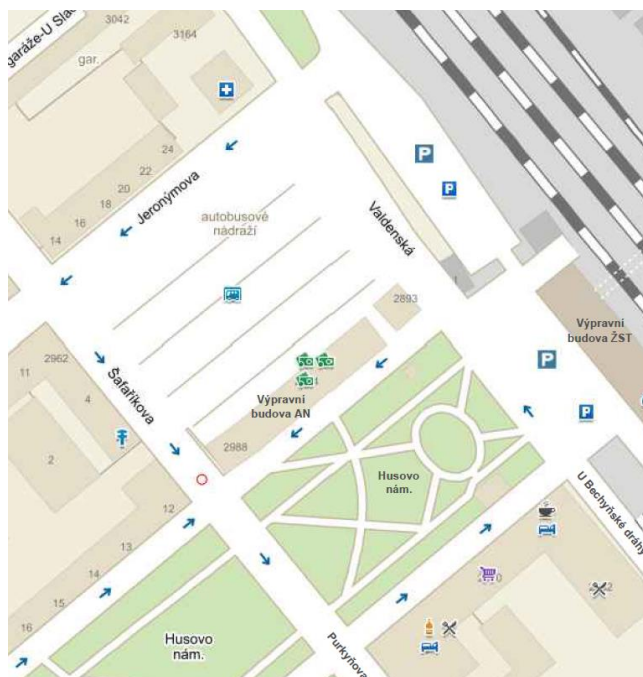 garáže-U Slad
3042
3164
gar.
24
22
20
18
16
14
Jeronýmova
autobusové
nádraží
Valdenská
2893
Výpravní
budova ŽST
2962
11
4
2
Šafaříkova
Výpravní
budova AN
2988
Husovo
nám.
U Bechyňské dráhy
12
13
14
15
16
Husovo
nám.
Purkyňova
P
P
P
P